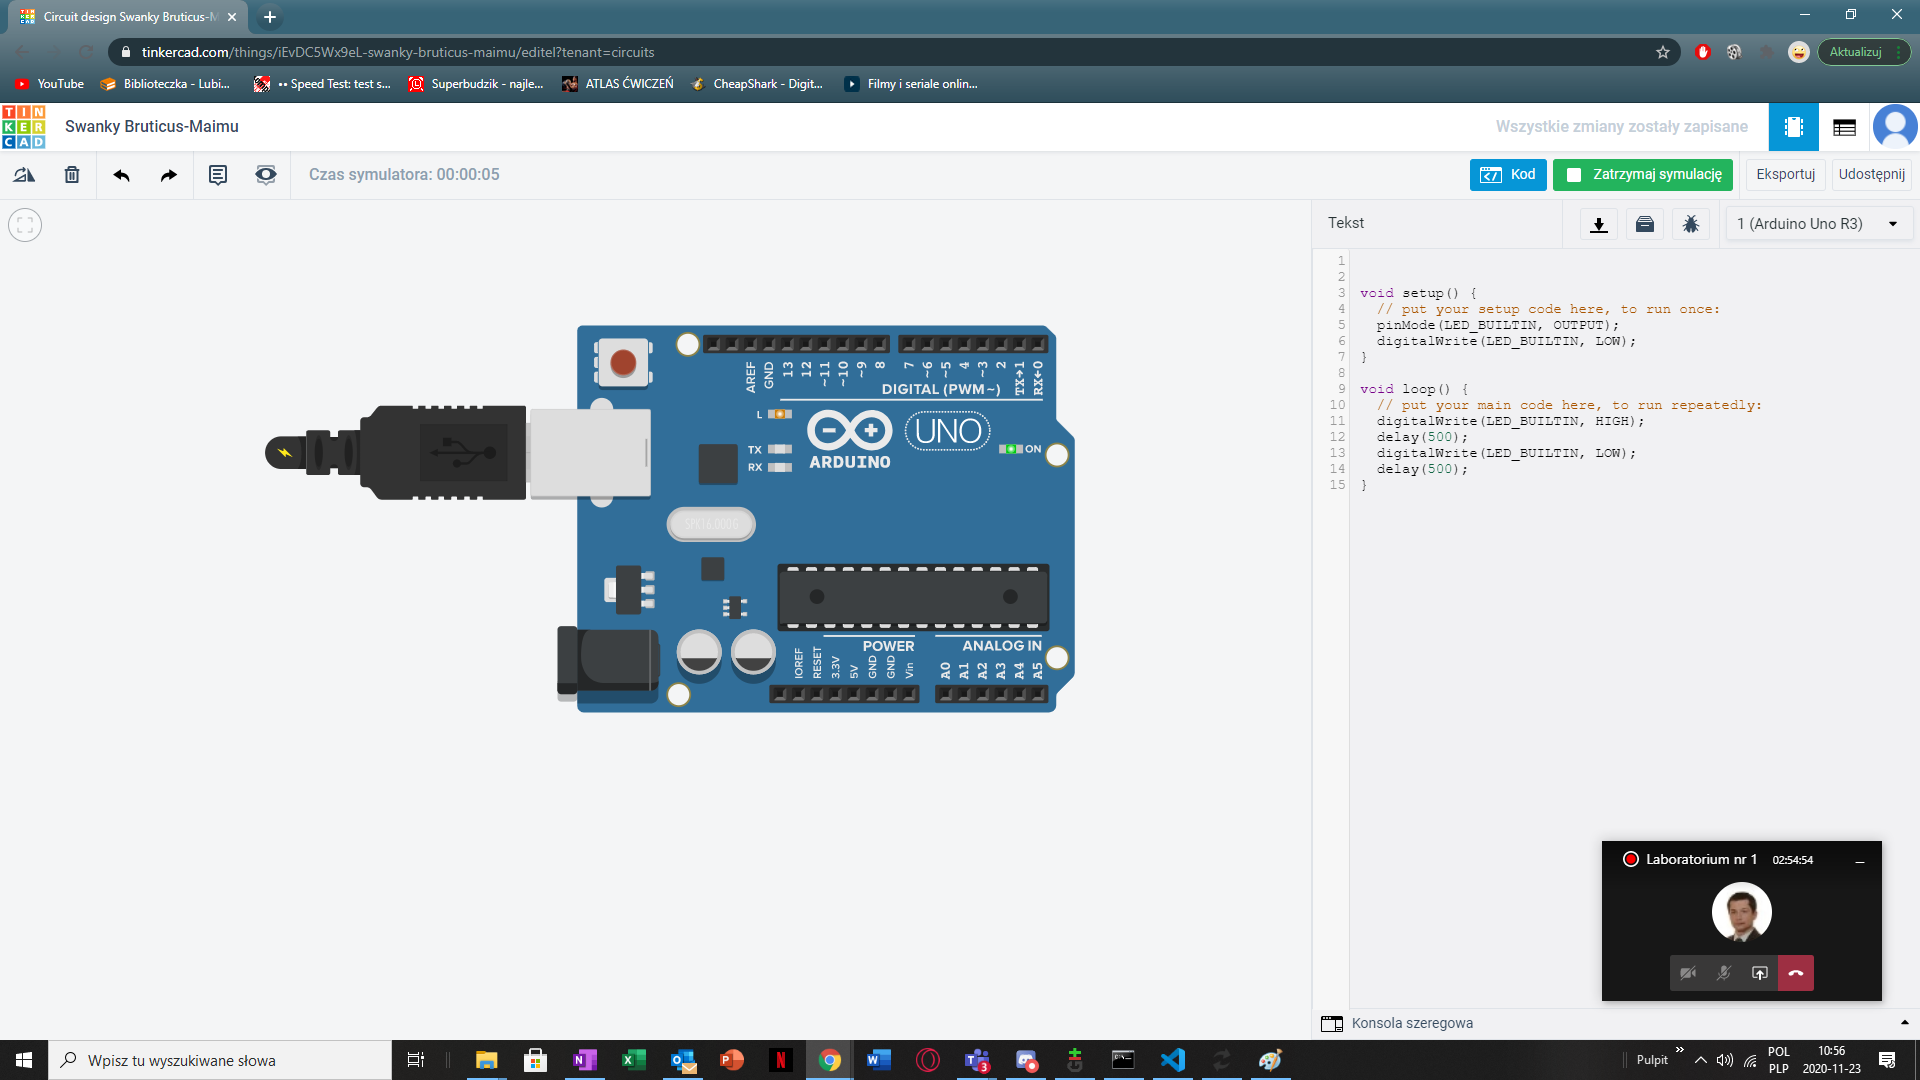 Circuit design Swanky Bruticus-M
tinkercad.com/things/iEvDC5Wx9eL-swanky-bruticus-maimu/editel?tenant=circuits
Aktualizuj
YouTube
Biblioteczka - Lubi...
•• Speed Test: test s...
Superbudzik - najle...
ATLAS ĆWICZEŃ
CheapShark - Digit...
Filmy i seriale onlin...
TIN
KER
CAD
Swanky Bruticus-Maimu
Wszystkie zmiany zostały zapisane
Czas symulatora: 00:00:05
Kod
Zatrzymaj symulację
Eksportuj
Udostępnij
Tekst
1 (Arduino Uno R3)
1
2
3 void setup() {
4 // put your setup code here, to run once:
5 pinMode(LED_BUILTIN, OUTPUT);
6 digitalWrite(LED_BUILTIN, LOW);
7 }
8
9 void loop() {
10 // put your main code here, to run repeatedly:
11 digitalWrite(LED_BUILTIN, HIGH);
12 delay(500);
13 digitalWrite(LED_BUILTIN, LOW);
14 delay(500);
15 }
AREF GND 13 12 ~11 ~10 ~9 8 7 ~6 ~5 4 ~3 2 TX→1 RX←0
DIGITAL (PWM~)
L
TX
RX
ARDUINO
UNO
ON
POWER
ANALOG IN
IOREF RESET 3.3V 5V GND GND Vin A0 A1 A2 A3 A4 A5
Laboratorium nr 1 02:54:54
Konsola szeregowa
Wpisz tu wyszukiwane słowa
3
Pulpit
POL
PLP
10:56
2020-11-23